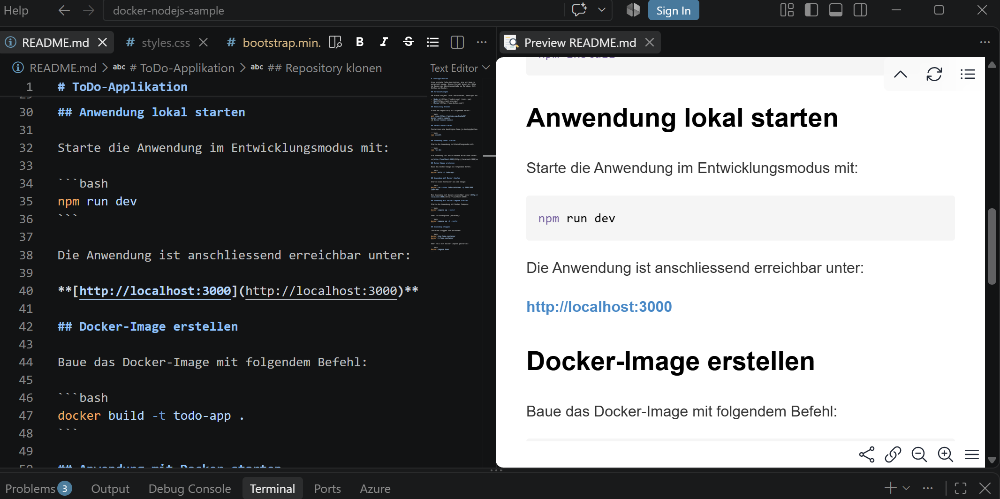 Help
docker-nodejs-sample
Sign In
README.md
# styles.css
# bootstrap.min.
B I S
Preview README.md
README.md > abc # ToDo-Applikation > abc ## Repository klonen
Text Editor
1 # ToDo-Applikation
30 ## Anwendung lokal starten
31
32 Starte die Anwendung im Entwicklungsmodus mit:
33
34 ```bash
35 npm run dev
36 ```
37
38 Die Anwendung ist anschliessend erreichbar unter:
39
40 **[http://localhost:3000](http://localhost:3000)**
41
42 ## Docker-Image erstellen
43
44 Baue das Docker-Image mit folgendem Befehl:
45
46 ```bash
47 docker build -t todo-app .
48 ```
49
50 ## Anwendung mit Docker starten
npm install
Anwendung lokal starten
Starte die Anwendung im Entwicklungsmodus mit:
npm run dev
Die Anwendung ist anschliessend erreichbar unter:
http://localhost:3000
Docker-Image erstellen
Baue das Docker-Image mit folgendem Befehl:
Problems 3
Output
Debug Console
Terminal
Ports
Azure